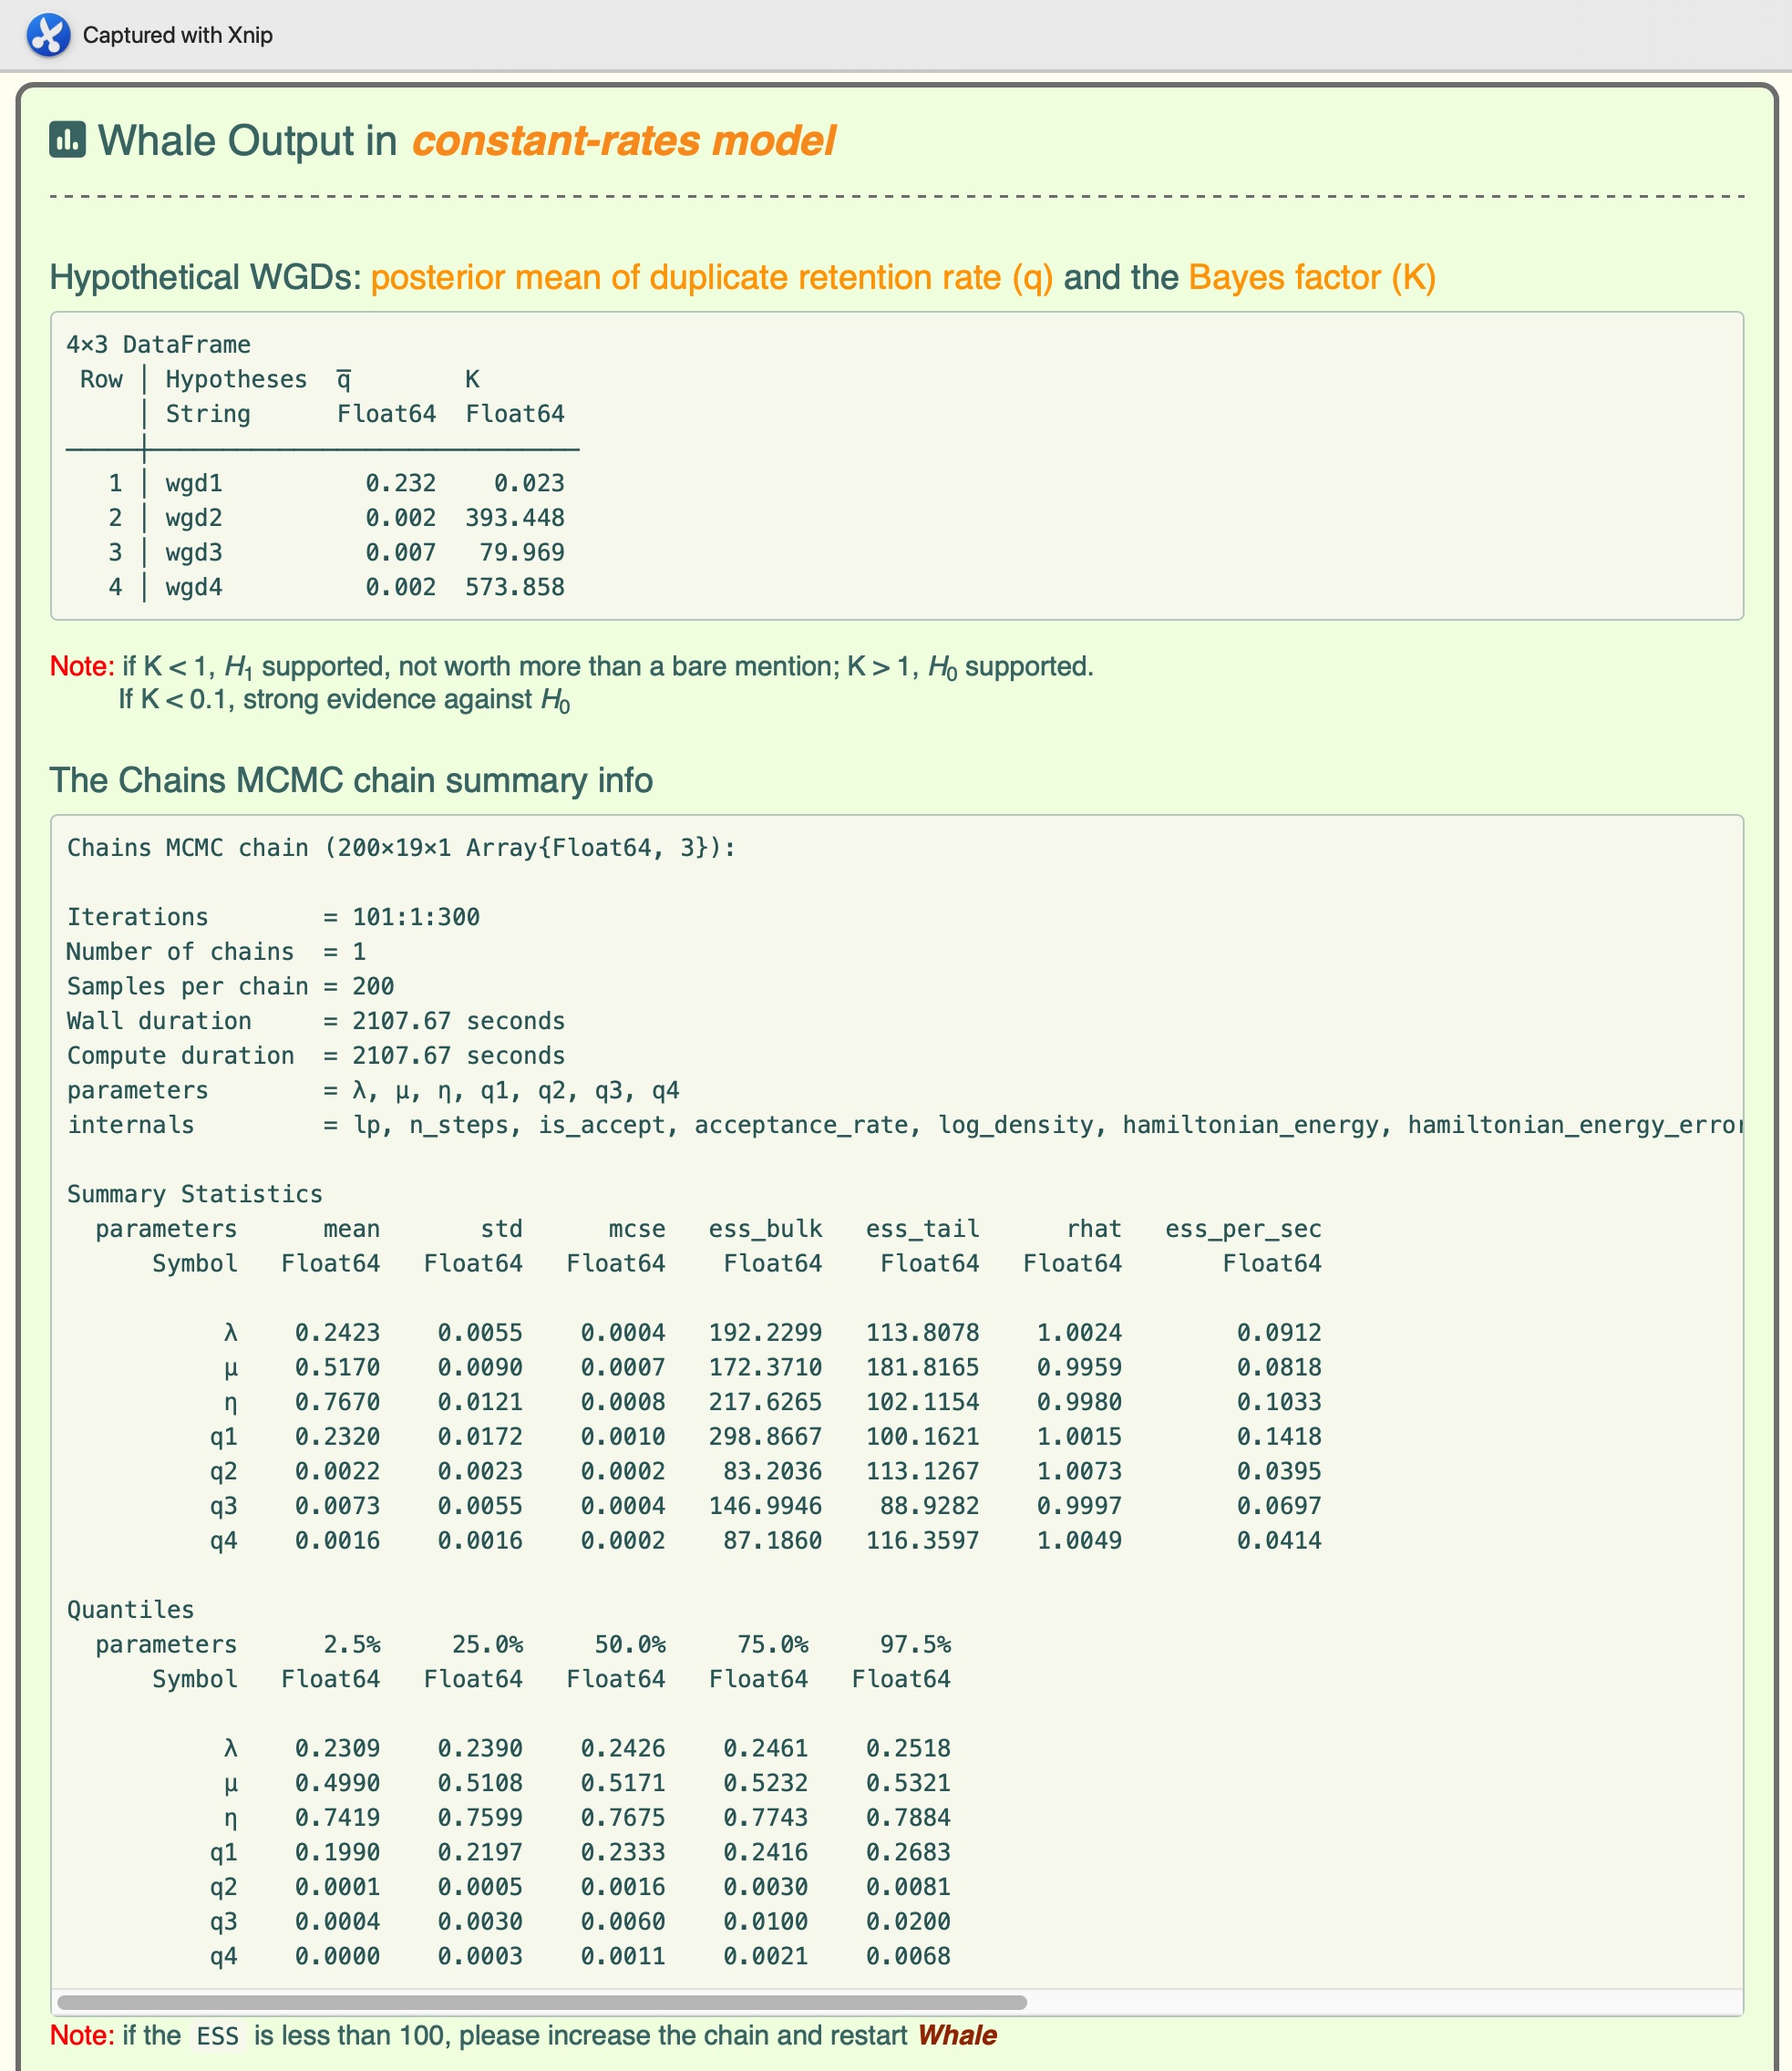 Captured with Xnip
Whale Output in constant-rates model
Hypothetical WGDs: posterior mean of duplicate retention rate (q) and the Bayes factor (K)
4×3 DataFrame
Row │ Hypotheses q̅ K
│ String Float64 Float64
1 │ wgd1 0.232 0.023
2 │ wgd2 0.002 393.448
3 │ wgd3 0.007 79.969
4 │ wgd4 0.002 573.858
Note: if K < 1, H1 supported, not worth more than a bare mention; K > 1, H0 supported.
If K < 0.1, strong evidence against H0
The Chains MCMC chain summary info
Chains MCMC chain (200×19×1 Array{Float64, 3}):
Iterations = 101:1:300
Number of chains = 1
Samples per chain = 200
Wall duration = 2107.67 seconds
Compute duration = 2107.67 seconds
parameters = λ, μ, η, q1, q2, q3, q4
internals = lp, n_steps, is_accept, acceptance_rate, log_density, hamiltonian_energy, hamiltonian_energy_error
Summary Statistics
parameters mean std mcse ess_bulk ess_tail rhat ess_per_sec
Symbol Float64 Float64 Float64 Float64 Float64 Float64 Float64
λ 0.2423 0.0055 0.0004 192.2299 113.8078 1.0024 0.0912
μ 0.5170 0.0090 0.0007 172.3710 181.8165 0.9959 0.0818
η 0.7670 0.0121 0.0008 217.6265 102.1154 0.9980 0.1033
q1 0.2320 0.0172 0.0010 298.8667 100.1621 1.0015 0.1418
q2 0.0022 0.0023 0.0002 83.2036 113.1267 1.0073 0.0395
q3 0.0073 0.0055 0.0004 146.9946 88.9282 0.9997 0.0697
q4 0.0016 0.0016 0.0002 87.1860 116.3597 1.0049 0.0414
Quantiles
parameters 2.5% 25.0% 50.0% 75.0% 97.5%
Symbol Float64 Float64 Float64 Float64 Float64
λ 0.2309 0.2390 0.2426 0.2461 0.2518
μ 0.4990 0.5108 0.5171 0.5232 0.5321
η 0.7419 0.7599 0.7675 0.7743 0.7884
q1 0.1990 0.2197 0.2333 0.2416 0.2683
q2 0.0001 0.0005 0.0016 0.0030 0.0081
q3 0.0004 0.0030 0.0060 0.0100 0.0200
q4 0.0000 0.0003 0.0011 0.0021 0.0068
Note: if the ESS is less than 100, please increase the chain and restart Whale